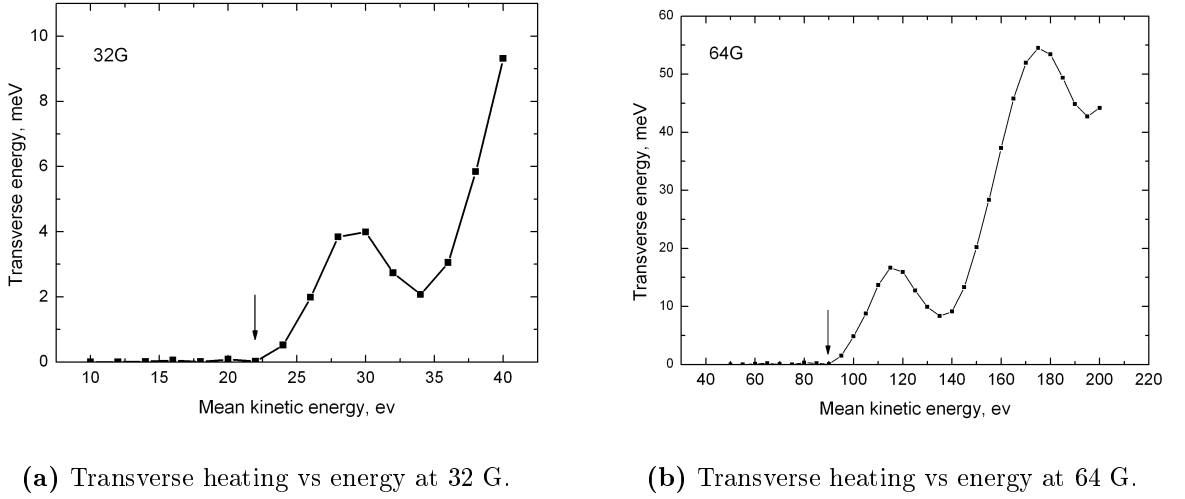 32G
10
8
6
4
2
0
Transverse energy, meV
10 15 20 25 30 35 40
Mean kinetic energy, ev
(a) Transverse heating vs energy at 32 G.
64G
60
50
40
30
20
10
0
Transverse energy, meV
40 60 80 100 120 140 160 180 200 220
Mean kinetic energy, ev
(b) Transverse heating vs energy at 64 G.